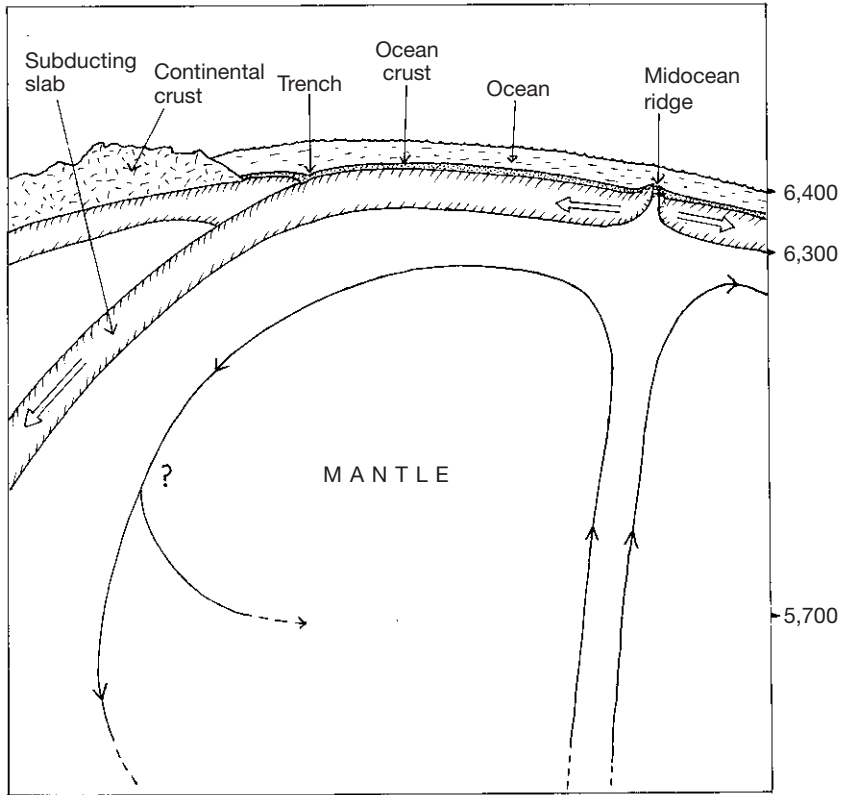 Subducting
slab
Continental
crust
Trench
Ocean
crust
Ocean
Midocean
ridge
6,400
6,300
?
MANTLE
5,700